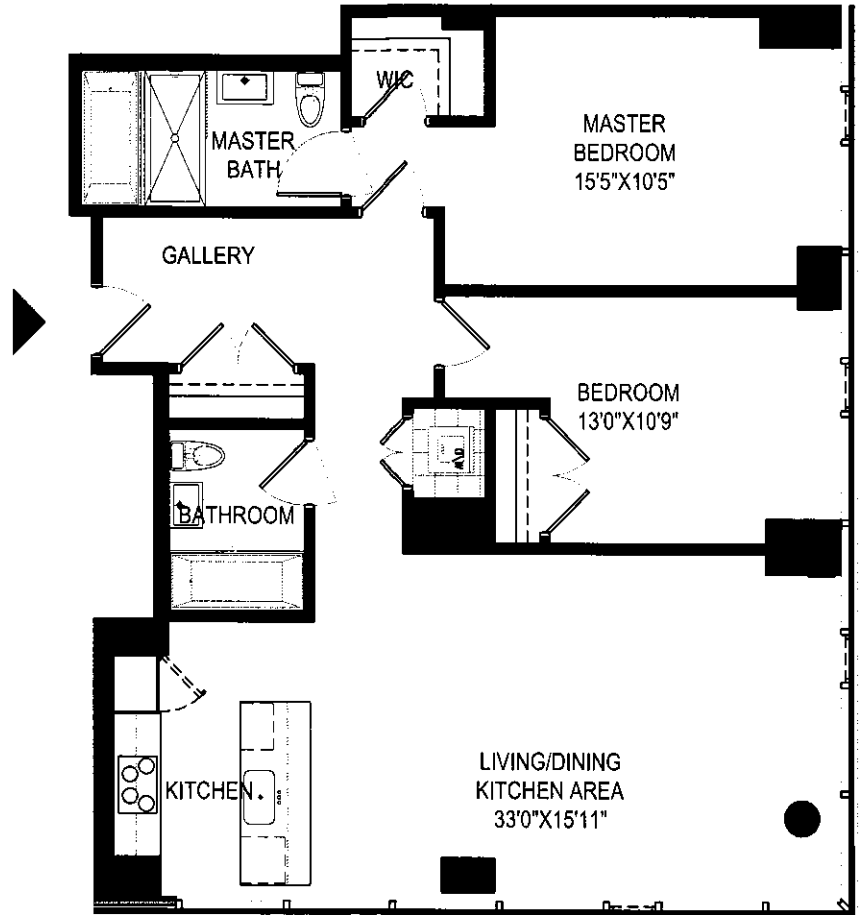 WIC
MASTER
BATH
MASTER
BEDROOM
15'5"X10'5"
GALLERY
BEDROOM
13'0"X10'9"
W/D
BATHROOM
KITCHEN
LIVING/DINING
KITCHEN AREA
33'0"X15'11"